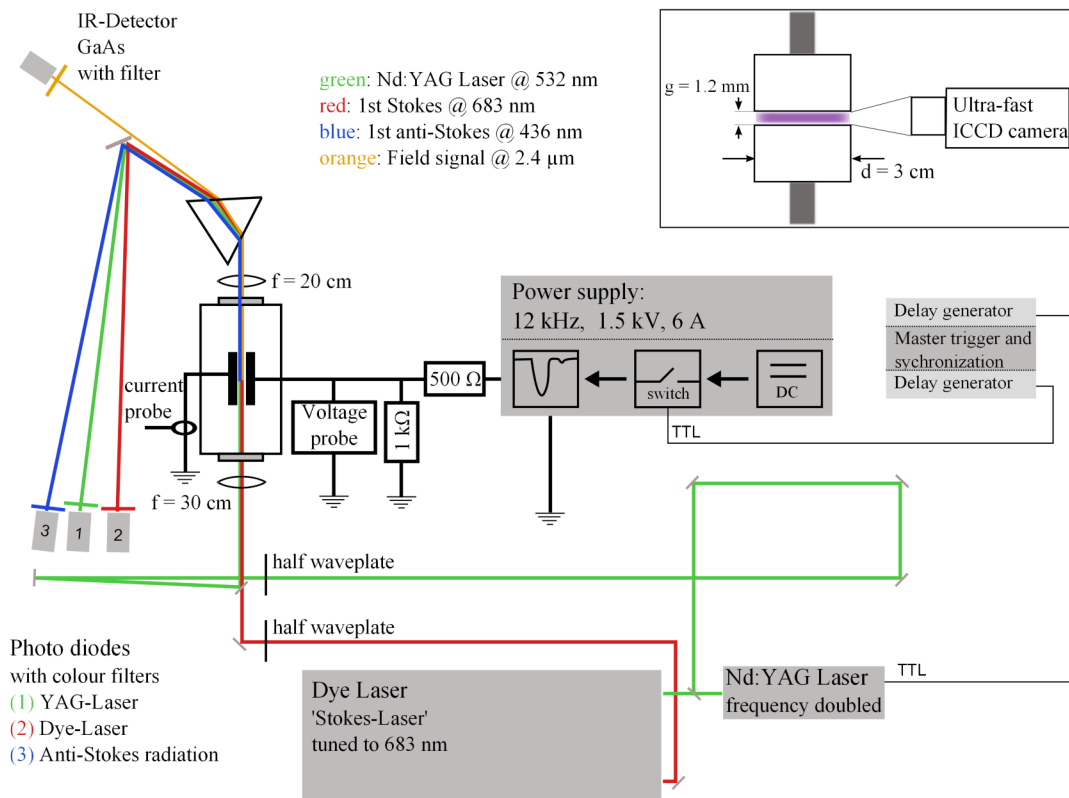 IR-Detector
GaAs
with filter
green: Nd:YAG Laser @ 532 nm
red: 1st Stokes @ 683 nm
blue: 1st anti-Stokes @ 436 nm
orange: Field signal @ 2.4 µm
g = 1.2 mm
Ultra-fast
ICCD camera
d = 3 cm
f = 20 cm
Power supply:
12 kHz, 1.5 kV, 6 A
switch
DC
TTL
Delay generator
Master trigger and
sychronization
Delay generator
current
probe
500 Ω
Voltage
probe
1 kΩ
f = 30 cm
3
1
2
half waveplate
half waveplate
Photo diodes
with colour filters
(1) YAG-Laser
(2) Dye-Laser
(3) Anti-Stokes radiation
Dye Laser
'Stokes-Laser'
tuned to 683 nm
Nd:YAG Laser
frequency doubled
TTL